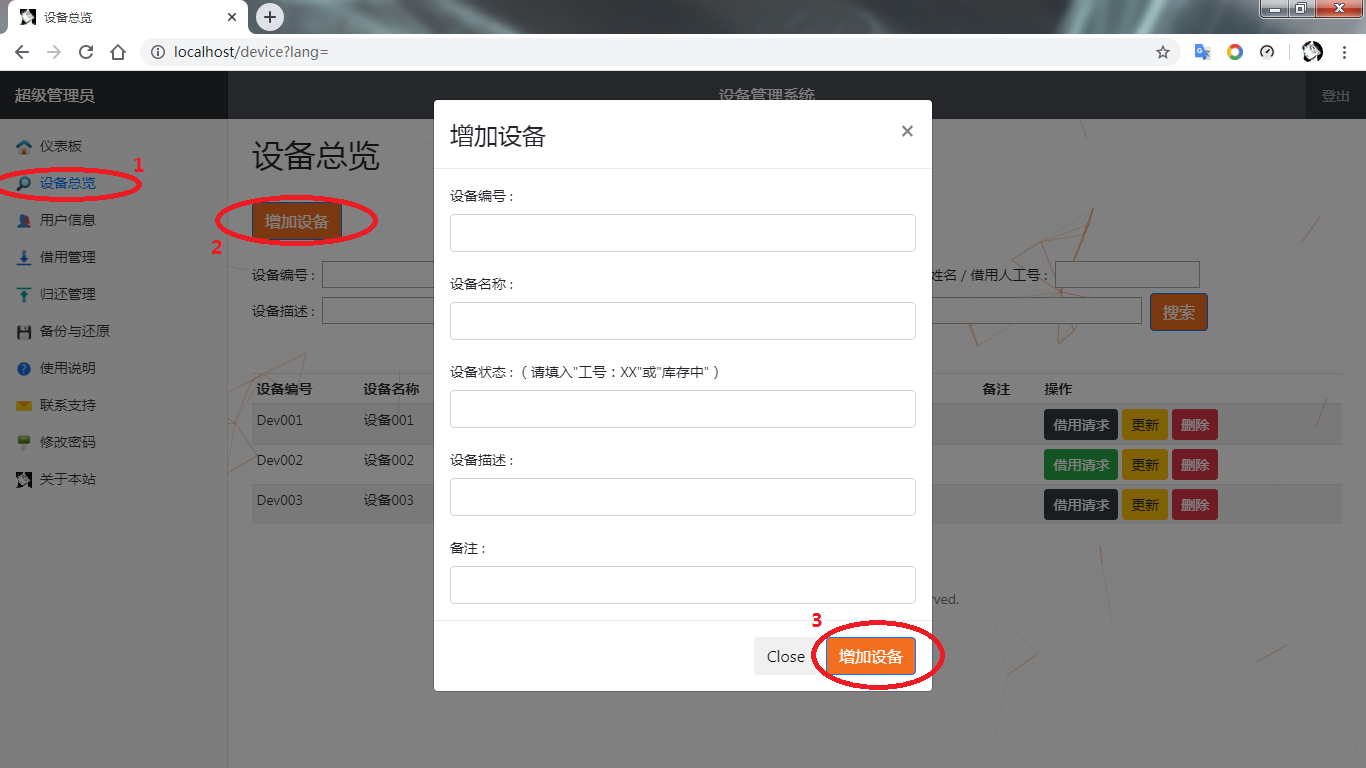 设备总览
localhost/device?lang=
超级管理员
设备管理系统
登出
仪表板
1
设备总览
用户信息
借用管理
归还管理
备份与还原
使用说明
联系支持
修改密码
关于本站
设备总览
增加设备
2
设备编号 :
姓名 / 借用人工号 :
设备描述 :
搜索
设备编号 设备名称 备注 操作
Dev001 设备001 借用请求 更新 删除
Dev002 设备002 借用请求 更新 删除
Dev003 设备003 借用请求 更新 删除
rved.
增加设备
×
设备编号 :
设备名称 :
设备状态 : （ 请填入"工号：XX"或"库存中" ）
设备描述 :
备注 :
3
Close 增加设备